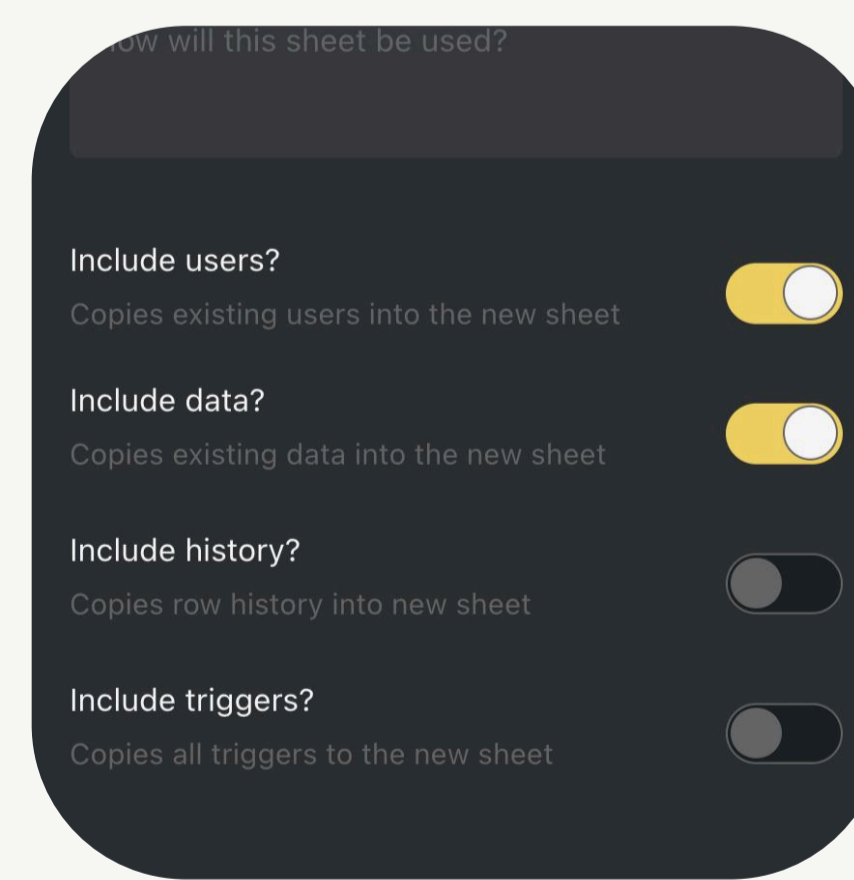 How will this sheet be used?
Include users?
Copies existing users into the new sheet
Include data?
Copies existing data into the new sheet
Include history?
Copies row history into new sheet
Include triggers?
Copies all triggers to the new sheet